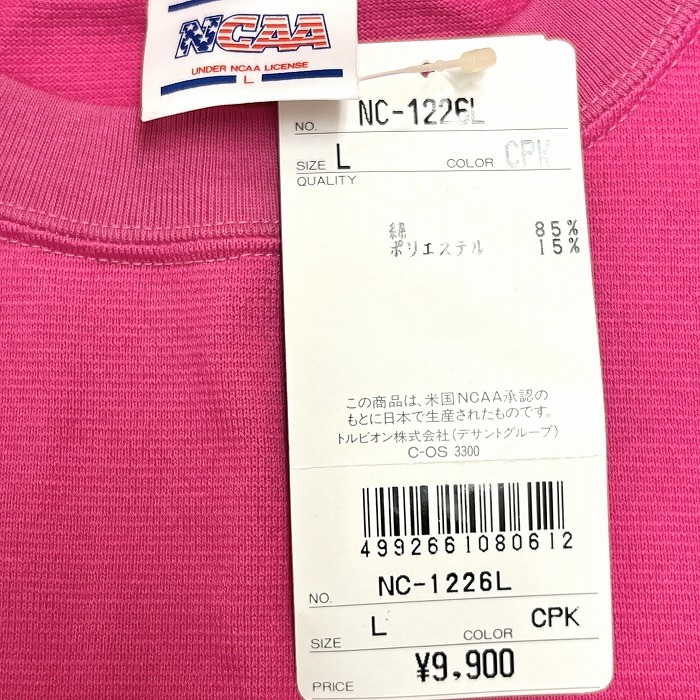 NCAA
UNDER NCAA LICENSE
L
NO. NC-1226L
SIZE L COLOR CPK
QUALITY
綿 85%
ポリエステル 15%
この商品は、米国NCAA承認の
もとに日本で生産されたものです。
トルビオン株式会社(デサントグループ)
C-OS 3300
4992661080612
NO. NC-1226L
SIZE L COLOR CPK
PRICE ¥9,900